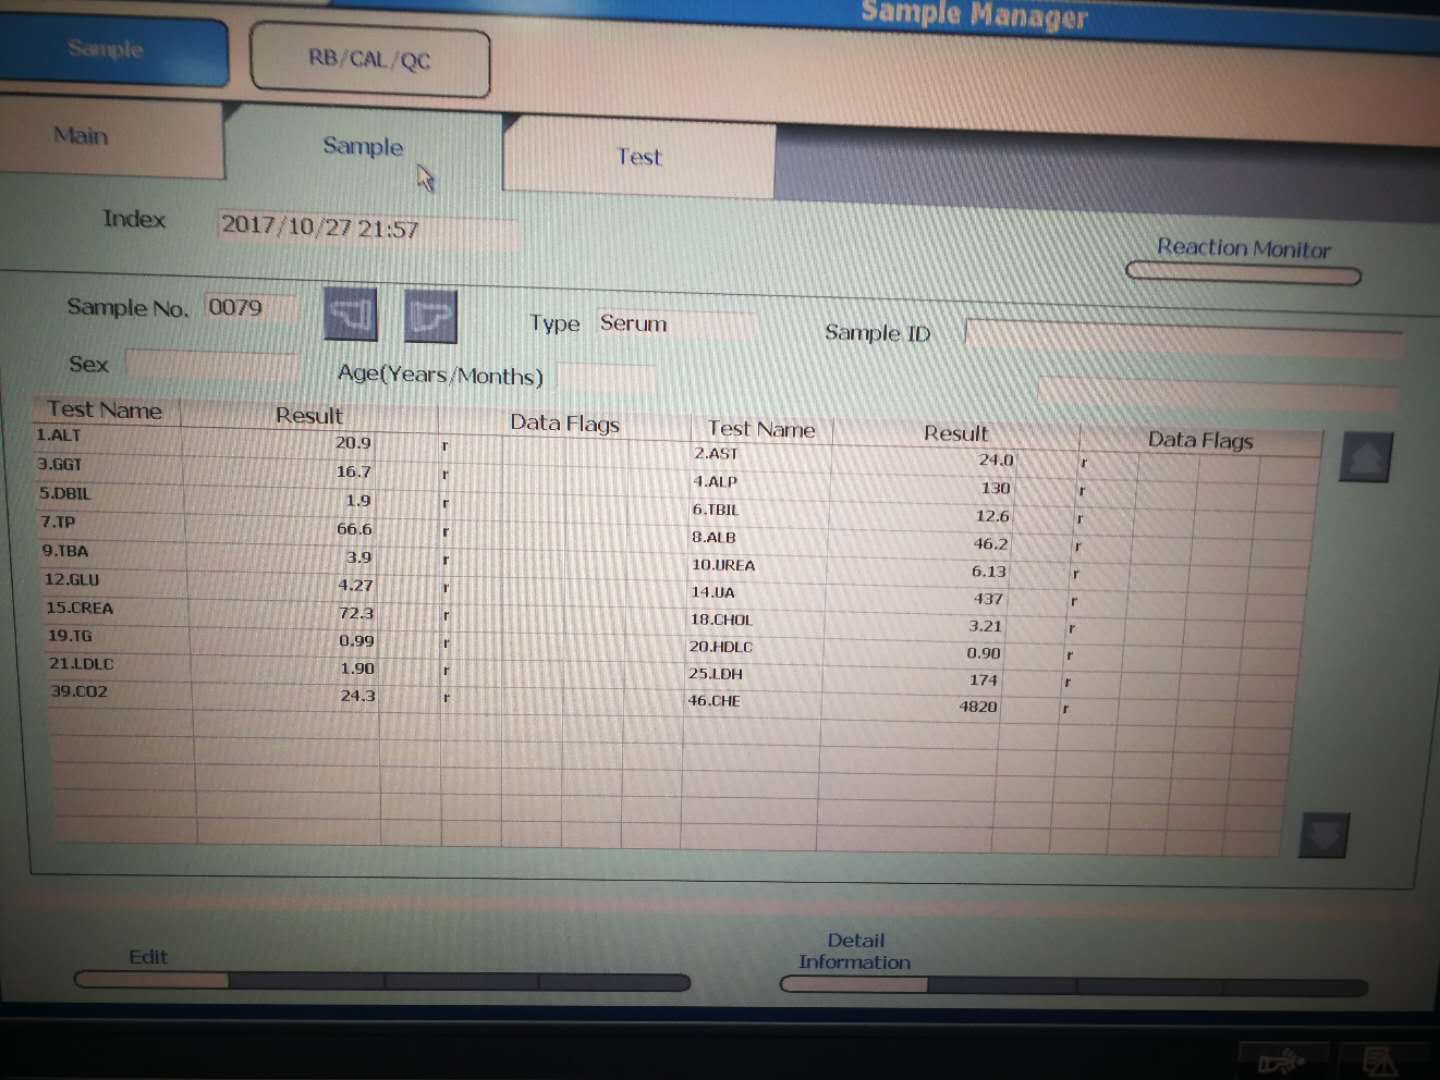 Sample Manager
Sample RB/CAL/QC
Main Sample Test
Index 2017/10/27 21:57
Reaction Monitor
Sample No. 0079 Type Serum Sample ID
Sex Age(Years/Months)
Test Name Result Data Flags Test Name Result Data Flags
1.ALT 20.9 r 2.AST 24.0 r
3.GGT 16.7 r 4.ALP 130 r
5.DBIL 1.9 r 6.TBIL 12.6 r
7.TP 66.6 r 8.ALB 46.2 r
9.TBA 3.9 r 10.UREA 6.13 r
12.GLU 4.27 r 14.UA 437 r
15.CREA 72.3 r 18.CHOL 3.21 r
19.TG 0.99 r 20.HDLC 0.90 r
21.LDLC 1.90 r 25.LDH 174 r
39.CO2 24.3 r 46.CHE 4820 r
Edit
Detail
Information